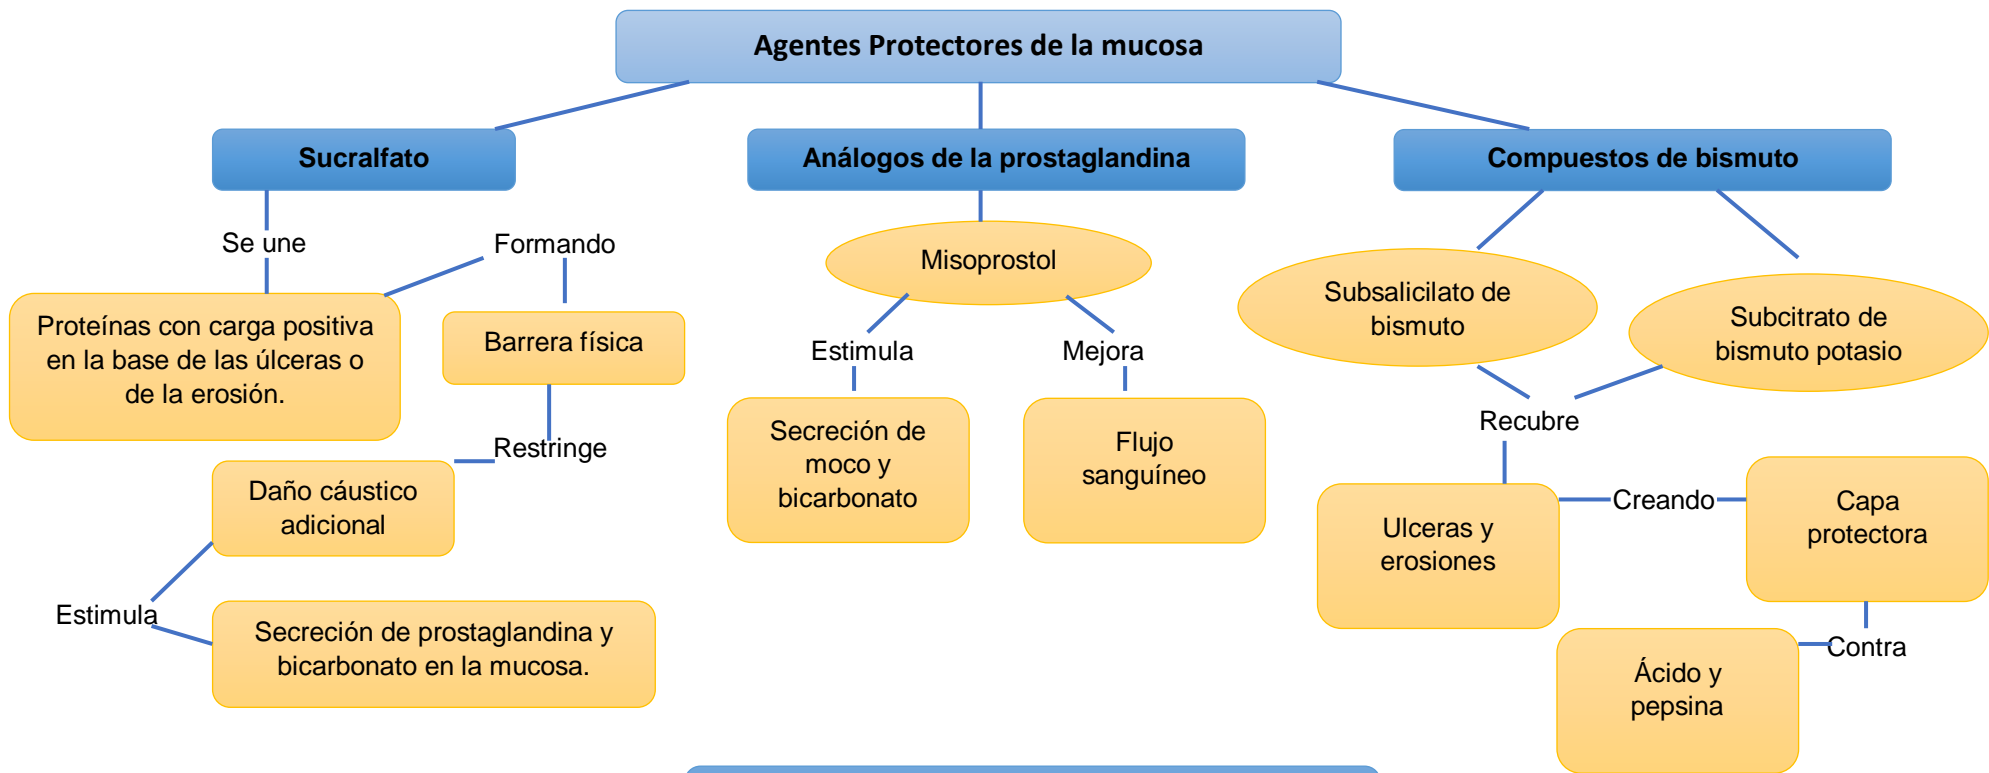 Agentes Protectores de la mucosa
Sucralfato
Se une
Proteínas con carga positiva
en la base de las úlceras o
de la erosión.
Formando
Barrera física
Restringe
Daño cáustico
adicional
Estimula
Secreción de prostaglandina y
bicarbonato en la mucosa.
Análogos de la prostaglandina
Misoprostol
Estimula
Secreción de
moco y
bicarbonato
Mejora
Flujo
sanguíneo
Compuestos de bismuto
Subsalicilato de
bismuto
Subcitrato de
bismuto potasio
Recubre
Ulceras y
erosiones
Creando
Capa
protectora
Contra
Ácido y
pepsina